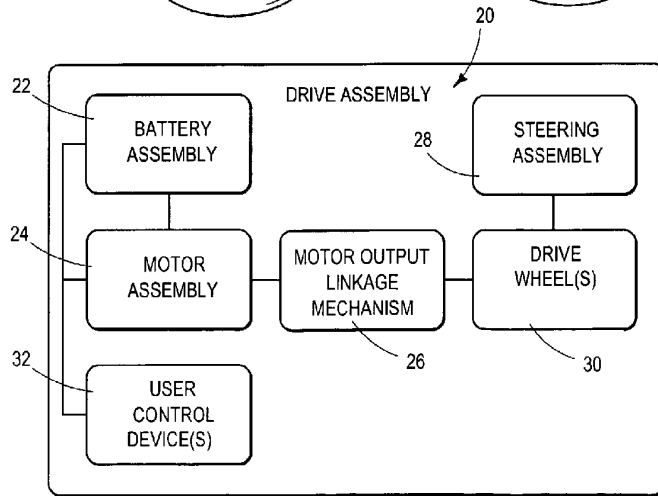 20
DRIVE ASSEMBLY
22
BATTERY
ASSEMBLY
STEERING
ASSEMBLY
28
24
MOTOR
ASSEMBLY
MOTOR OUTPUT
LINKAGE
MECHANISM
26
DRIVE
WHEEL(S)
30
32
USER
CONTROL
DEVICE(S)